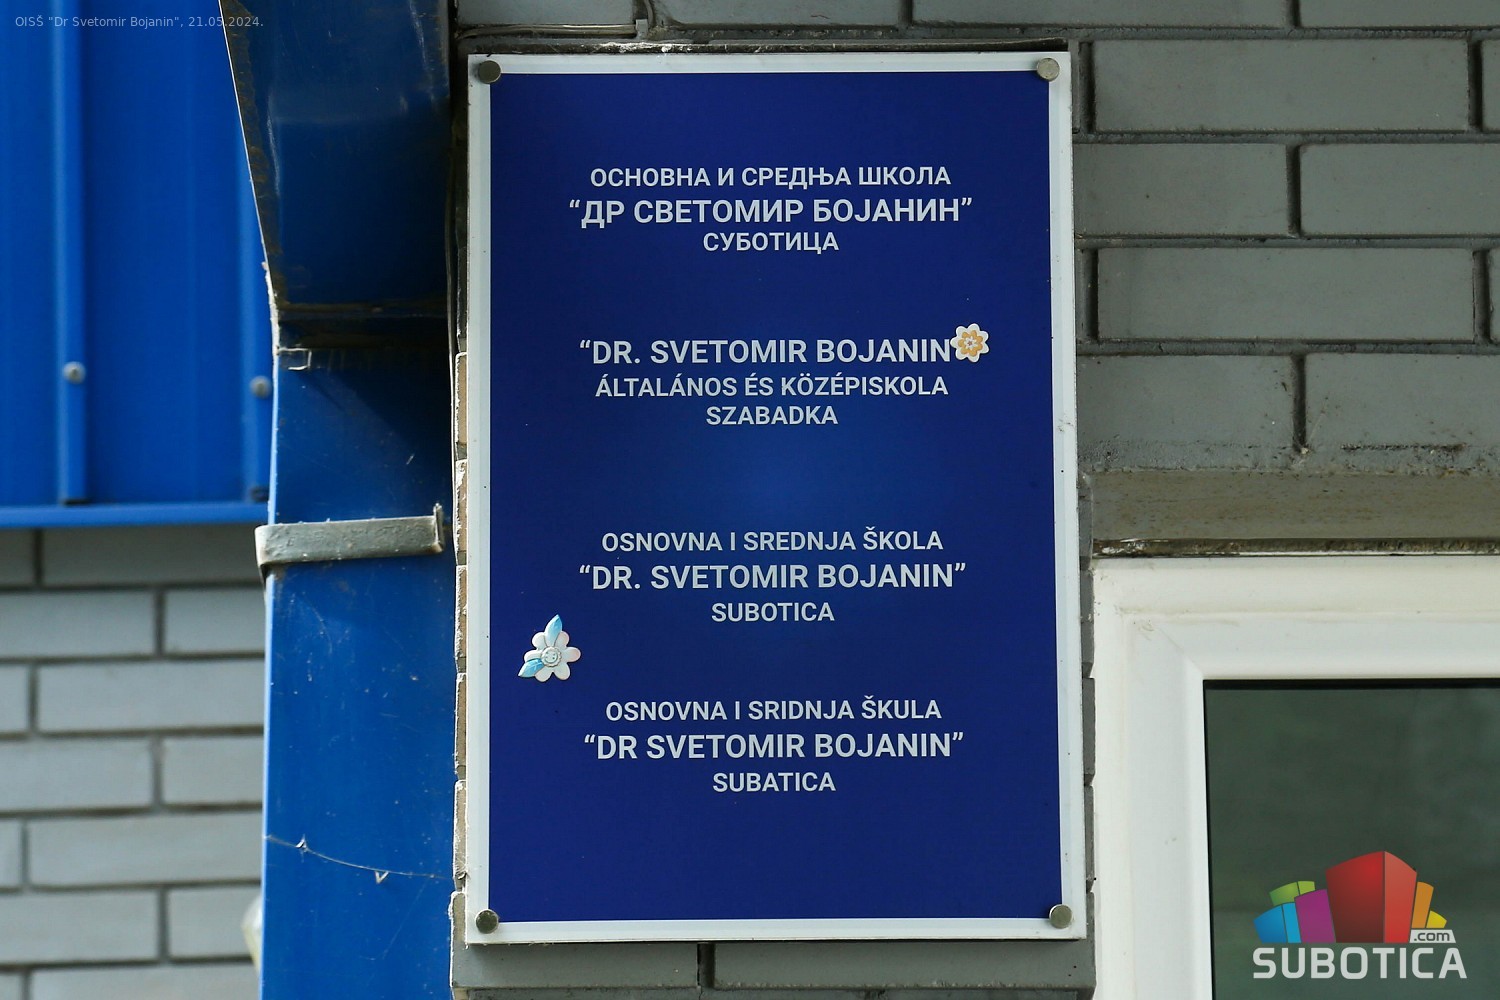 OISŠ "Dr Svetomir Bojanin", 21.05.2024.
ОСНОВНА И СРЕДЊА ШКОЛА
“ДР СВЕТОМИР БОЈАНИН”
СУБОТИЦА
“DR. SVETOMIR BOJANIN
ÁLTALÁNOS ÉS KÖZÉPISKOLA
SZABADKA
OSNOVNA I SREDNJA ŠKOLA
“DR. SVETOMIR BOJANIN”
SUBOTICA
OSNOVNA I SRIDNJA ŠKULA
“DR SVETOMIR BOJANIN”
SUBATICA
.com
SUBOTICA